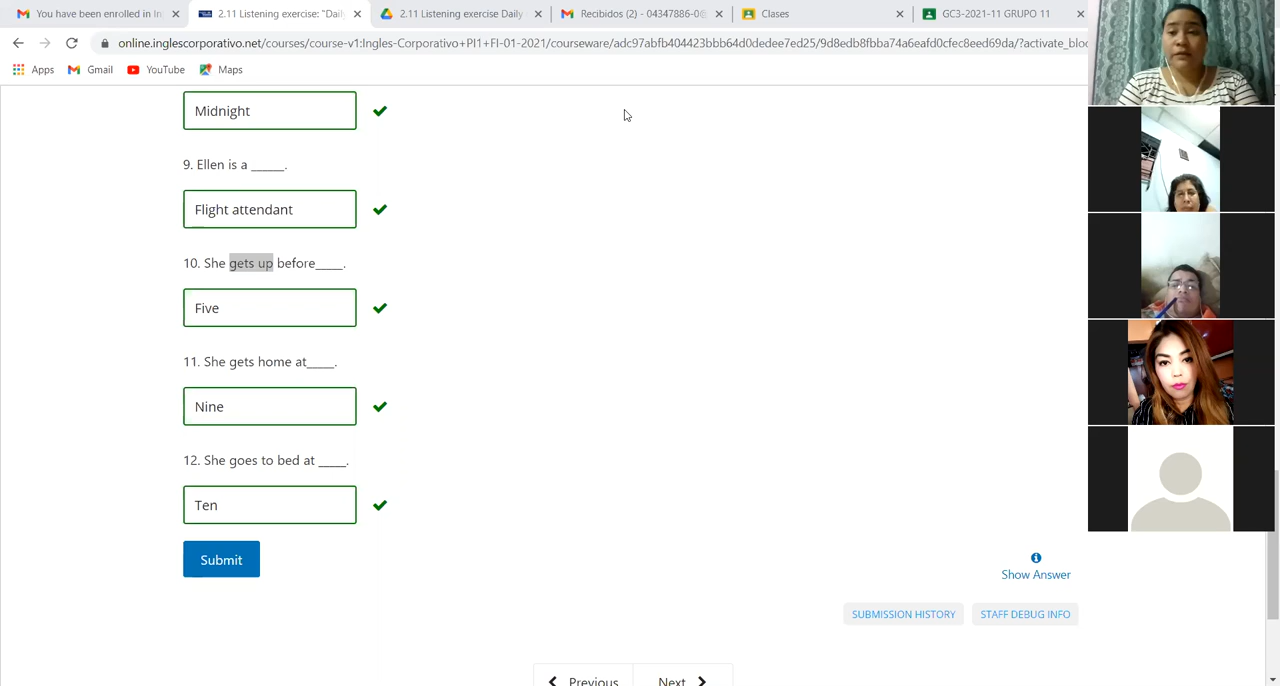 You have been enrolled in In
2.11 Listening exercise: "Dail
2.11 Listening exercise Daily
Recibidos (2) - 04347886-0@
Clases
GC3-2021-11 GRUPO 11
online.inglescorporativo.net/courses/course-v1:Ingles-Corporativo+PI1+FI-01-2021/courseware/adc97abfb404423bbb64d0dedee7ed25/9d8edb8fbba74a6eafd0cfec8eed69da/?activate_bloc
Apps
Gmail
YouTube
Maps
Midnight
9. Ellen is a _____.
Flight attendant
10. She gets up before____.
Five
11. She gets home at____.
Nine
12. She goes to bed at ____.
Ten
Submit
Show Answer
SUBMISSION HISTORY
STAFF DEBUG INFO
Previous
Next